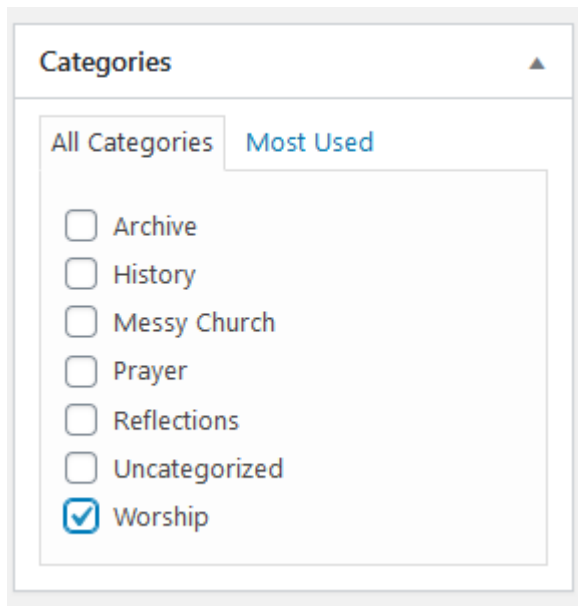 Categories
All Categories Most Used
Archive
History
Messy Church
Prayer
Reflections
Uncategorized
Worship